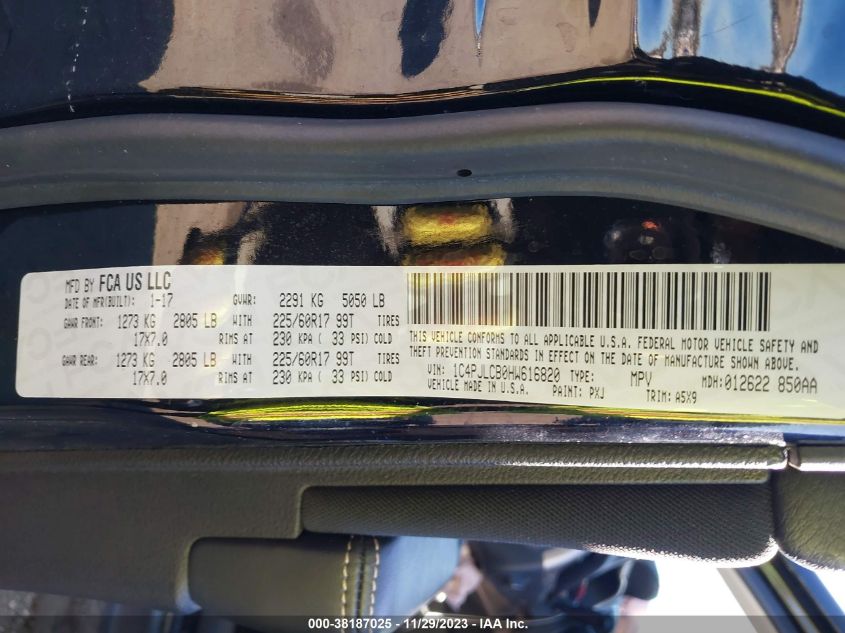 MFD BY FCA US LLC
DATE OF MFR(BUILT): 1-17 GVWR: 2291 KG 5050 LB
GAWR FRONT: 1273 KG 2805 LB WITH 225/60R17 99T TIRES
17X7.0 RIMS AT 230 KPA ( 33 PSI) COLD
GAWR REAR: 1273 KG 2805 LB WITH 225/60R17 99T TIRES
17X7.0 RIMS AT 230 KPA ( 33 PSI) COLD
THIS VEHICLE CONFORMS TO ALL APPLICABLE U.S.A. FEDERAL MOTOR VEHICLE SAFETY AND
THEFT PREVENTION STANDARDS IN EFFECT ON THE DATE OF MANUFACTURE SHOWN ABOVE.
VIN: 1C4PJLCB0HW616820 TYPE: MPV MDH: 012622 850AA
VEHICLE MADE IN U.S.A. PAINT: PXJ TRIM: A5X9
000-38187025 - 11/29/2023 - IAA Inc.